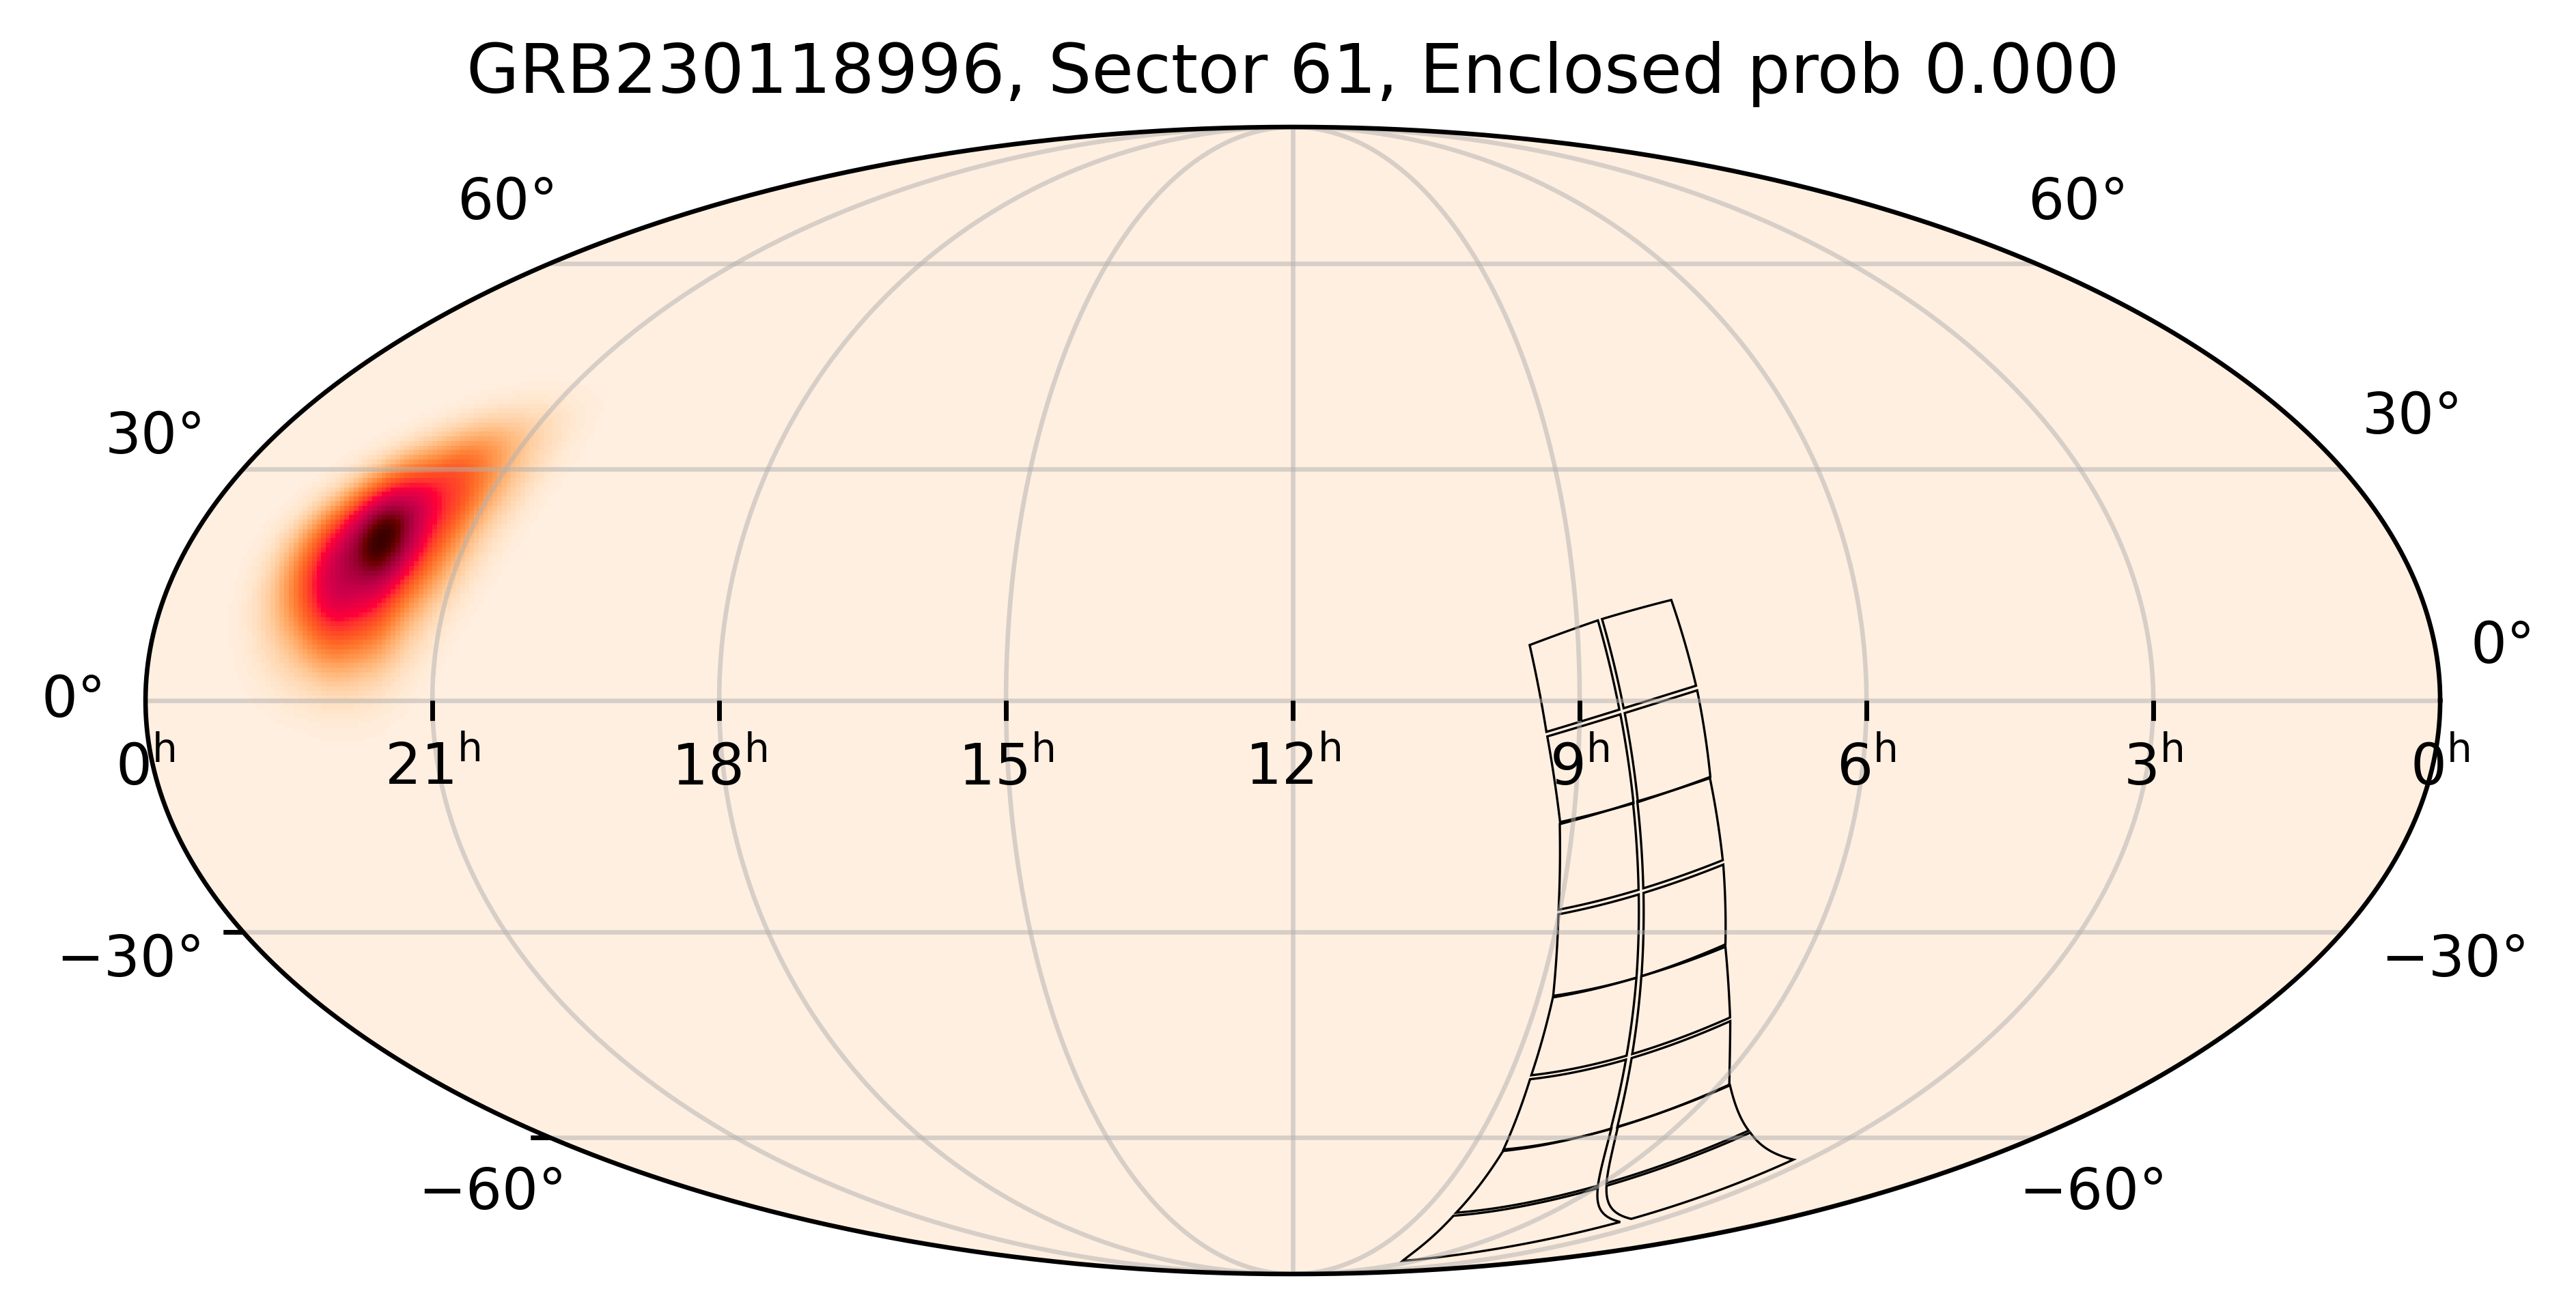 GRB230118996, Sector 61, Enclosed prob 0.000
60° 60°
30° 30°
0° 0°
0ʰ 21ʰ 18ʰ 15ʰ 12ʰ 9ʰ 6ʰ 3ʰ 0ʰ
−30° −30°
−60° −60°